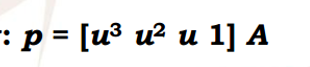 : p = [u³ u² u 1] A